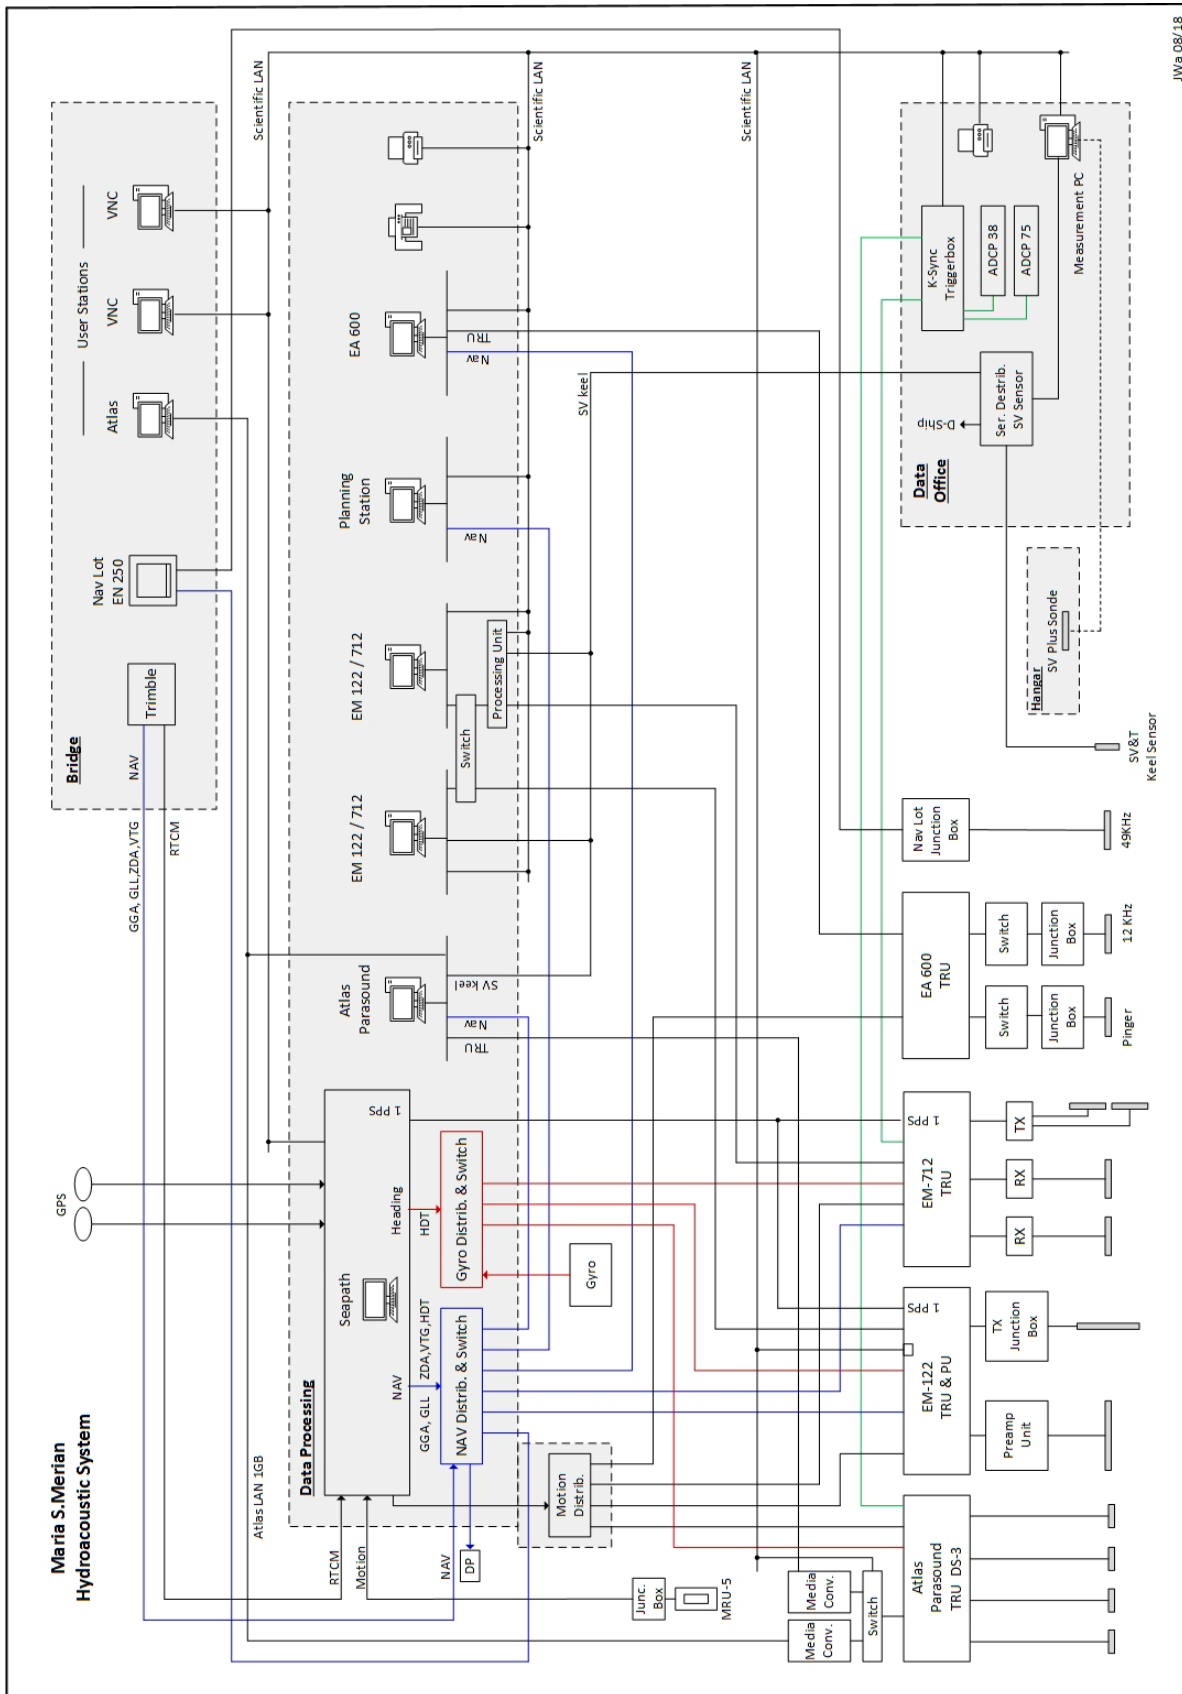 Maria S.Merian
Hydroacoustic System
JWa 08/18
Bridge
Trimble
Nav Lot
EN 250
Atlas
User Stations
VNC
VNC
NAV
GGA, GLL,ZDA,VTG
RTCM
GPS
Atlas LAN 1GB
Scientific LAN
Data Processing
Seapath
1 PPS
Heading
HDT
NAV
GGA, GLL
ZDA,VTG,HDT
NAV Distrib. & Switch
Gyro Distrib. & Switch
Gyro
RTCM
Motion
NAV
DP
Motion
Distrib.
Junc.
Box
MRU-5
Atlas
Parasound
TRU
Nav
SV keel
EM 122 / 712
Switch
EM 122 / 712
Processing Unit
Planning
Station
Nav
EA 600
Nav
TRU
SV keel
Scientific LAN
Scientific LAN
Data
Office
D-Ship
Ser. Destrib.
SV Sensor
K-Sync
Triggerbox
ADCP 38
ADCP 75
Measurement PC
Hangar
SV Plus Sonde
SV&T
Keel Sensor
Media
Conv.
Media
Conv.
Switch
Atlas
Parasound
TRU DS-3
EM-122
TRU & PU
1 PPS
Preamp
Unit
TX
Junction
Box
EM-712
TRU
1 PPS
RX
RX
TX
EA 600
TRU
Switch
Switch
Junction
Box
Junction
Box
Pinger
12 KHz
Nav Lot
Junction
Box
49KHz